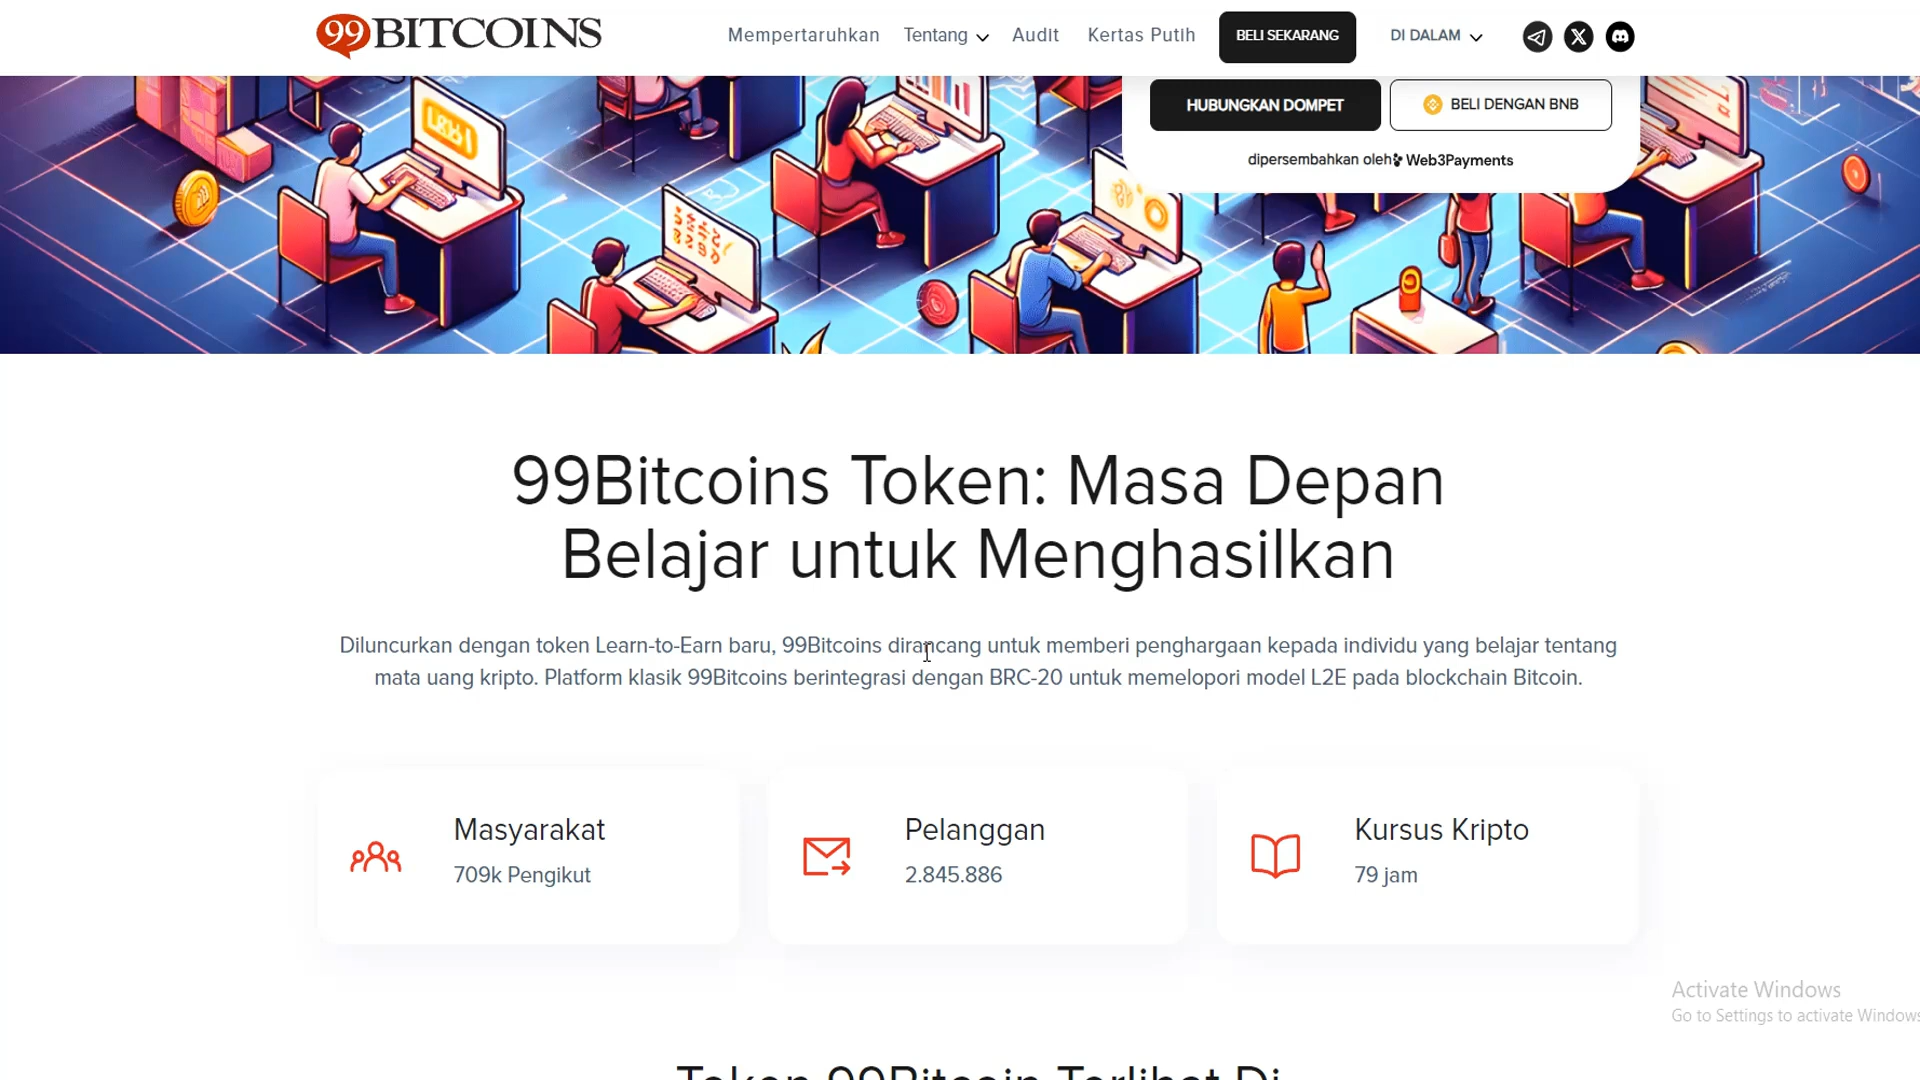 99BITCOINS
Mempertaruhkan Tentang Audit Kertas Putih BELI SEKARANG DI DALAM
HUBUNGKAN DOMPET BELI DENGAN BNB
dipersembahkan oleh Web3Payments
99Bitcoins Token: Masa Depan
Belajar untuk Menghasilkan
Diluncurkan dengan token Learn-to-Earn baru, 99Bitcoins dirancang untuk memberi penghargaan kepada individu yang belajar tentang
mata uang kripto. Platform klasik 99Bitcoins berintegrasi dengan BRC-20 untuk memelopori model L2E pada blockchain Bitcoin.
Masyarakat
709k Pengikut
Pelanggan
2.845.886
Kursus Kripto
79 jam
Activate Windows
Go to Settings to activate Windows
Token 99Bitcoin Terlihat Di